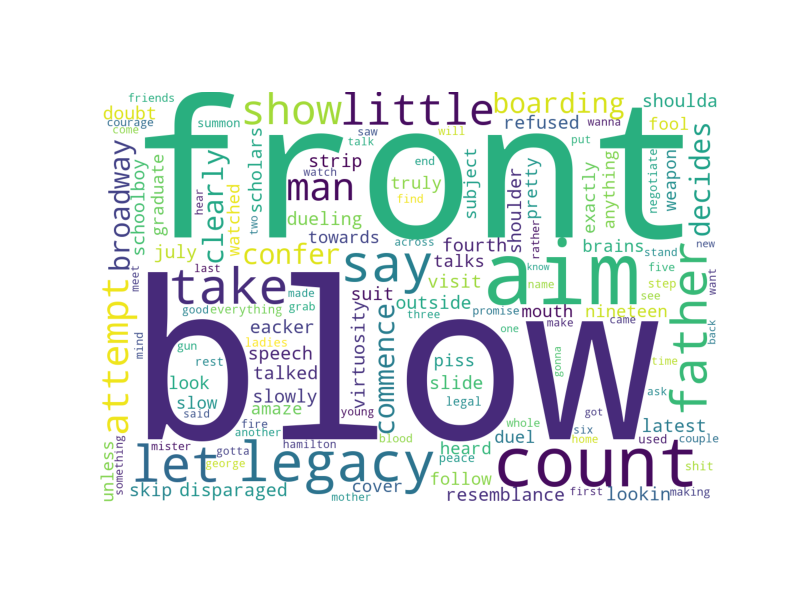 front
blow
friends
courage
come
doubt
summon
show
little
saw
talk
will
boarding
refused
wanna
shoulda
fool
put
broadway
schoolboy
graduate
clearly
watched
scholars
hear
two
strip
watch
man
dueling
july
confer
towards
end
truly
find
subject
pretty
shoulder
rather
exactly
anything
negotiate
weapon
decides
across
fourth
brains
stand
new
meet
last
take
made
grab
say
talks
visit
aim
know
name
five
step
see
father
want
back
attempt
mind
good
everything
gun
rest
eacker
ladies
speech
look
talked
slow
slowly
said
amaze
young
virtuosity
suit
commence
outside
three
promise
mouth
nineteen
make
came
one
piss
slide
legal
gonna
time
ask
fire
another
mister
gotta
hamilton
blood
whole
duel
six
got
home
latest
used
couple
unless
something
let
george
legacy
peace
heard
count
shit
skip
disparaged
cover
mother
follow
resemblance
first
lookin
making